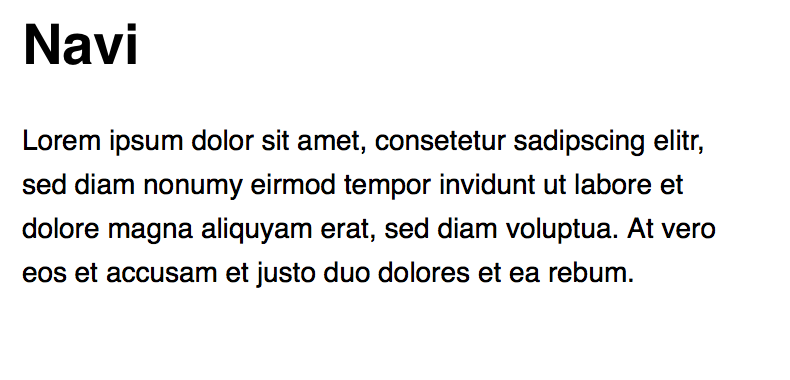 Navi
Lorem ipsum dolor sit amet, consetetur sadipscing elitr,
sed diam nonumy eirmod tempor invidunt ut labore et
dolore magna aliquyam erat, sed diam voluptua. At vero
eos et accusam et justo duo dolores et ea rebum.